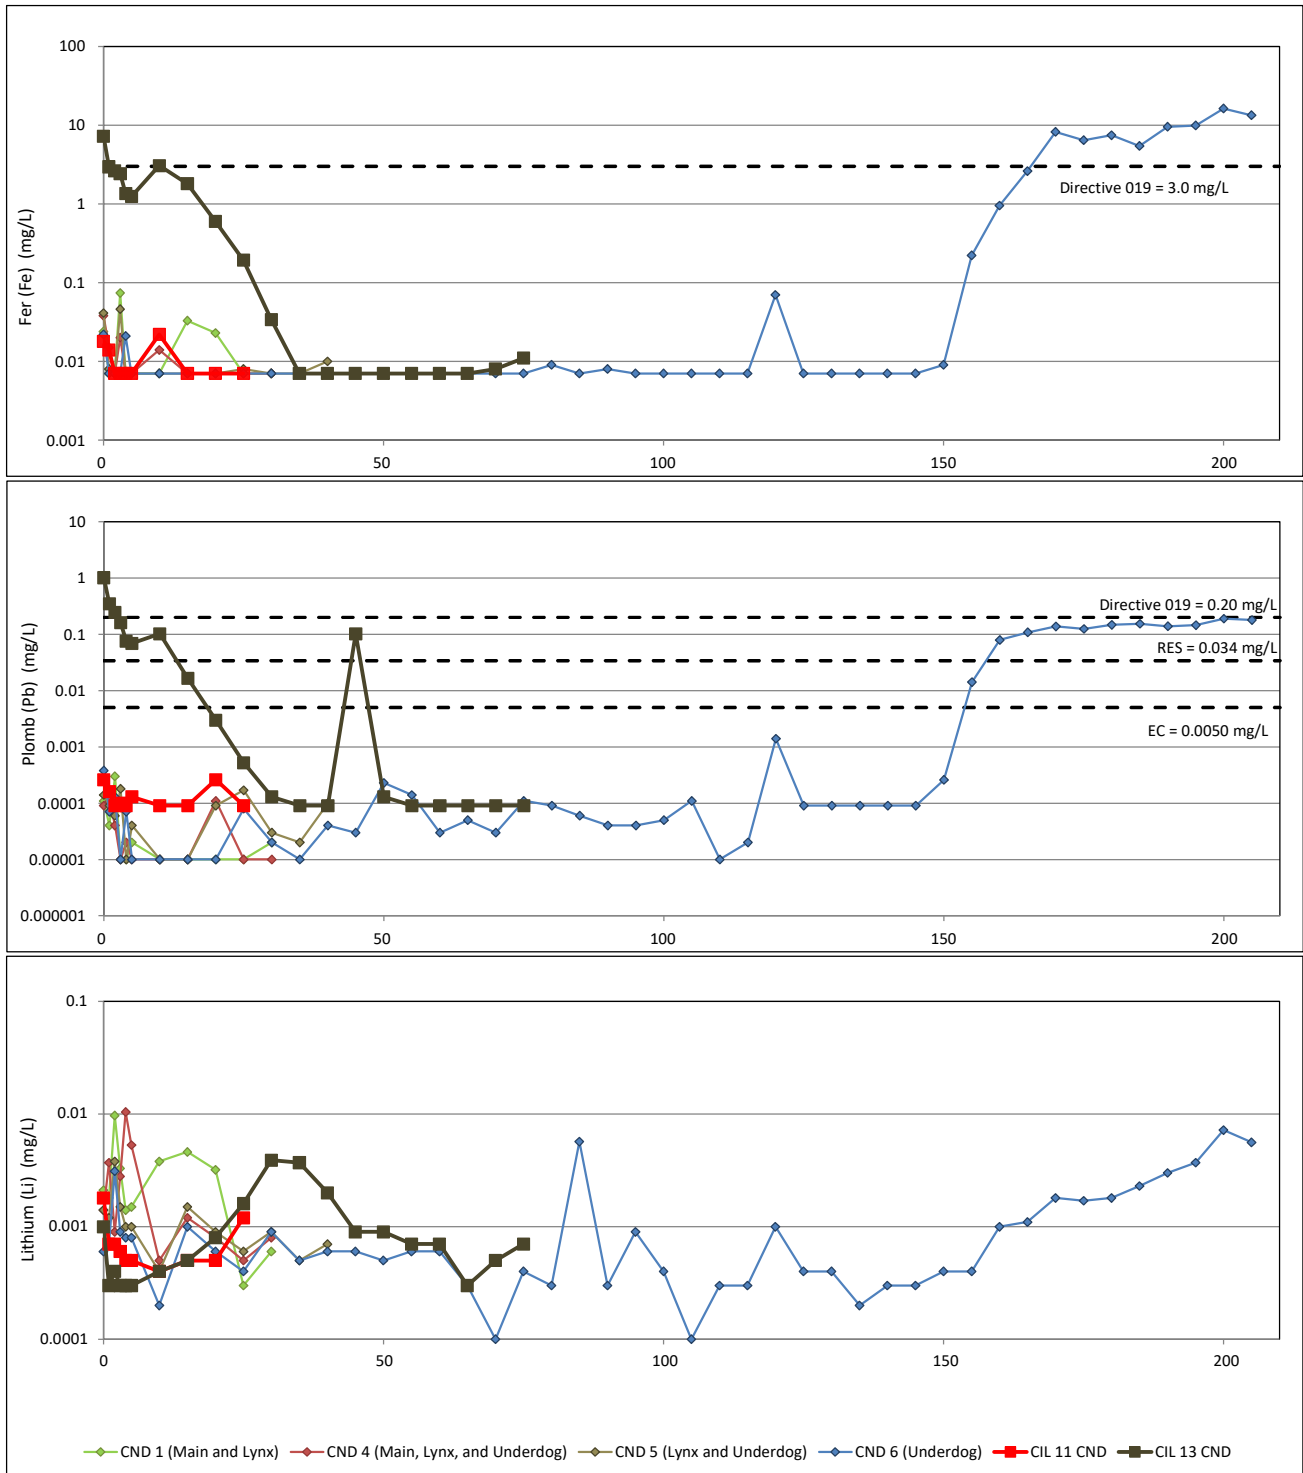 100
10
Directive 019 = 3.0 mg/L
1
Fer (Fe) (mg/L)
0.1
0.01
0.001
0 50 100 150 200
10
1
Directive 019 = 0.20 mg/L
0.1
RES = 0.034 mg/L
0.01
Plomb (Pb) (mg/L)
EC = 0.0050 mg/L
0.001
0.0001
0.00001
0.000001
0 50 100 150 200
0.1
0.01
Lithium (Li) (mg/L)
0.001
0.0001
0 50 100 150 200
CND 1 (Main and Lynx) CND 4 (Main, Lynx, and Underdog) CND 5 (Lynx and Underdog) CND 6 (Underdog) CIL 11 CND CIL 13 CND